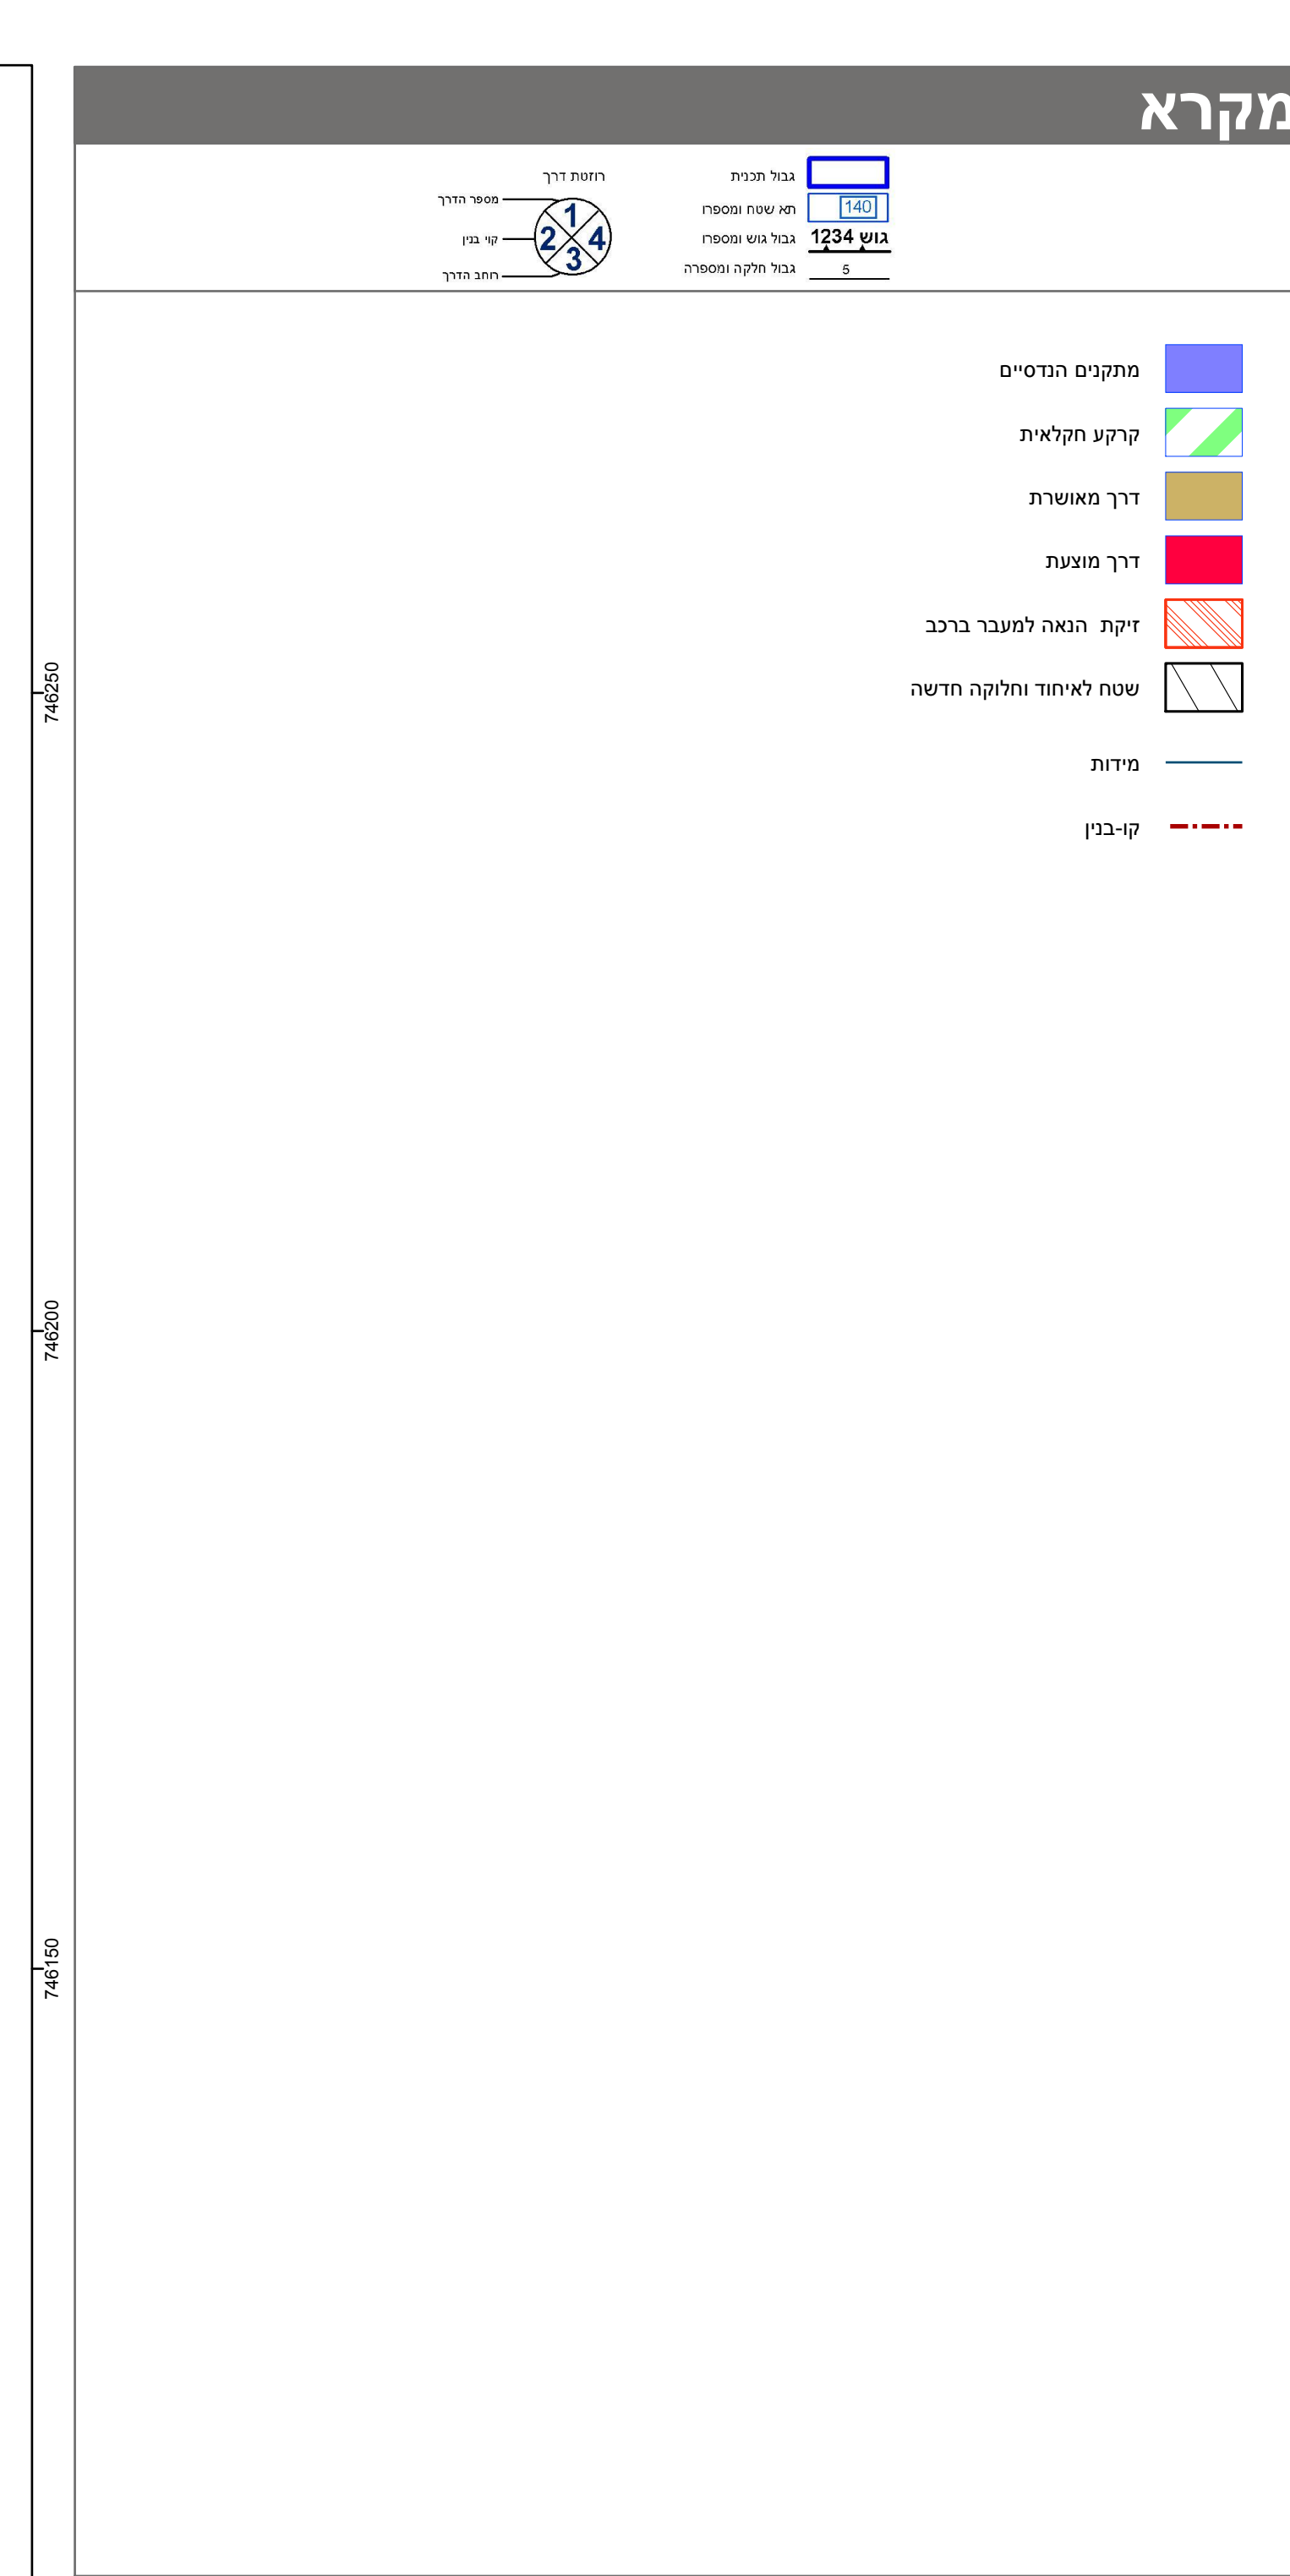 מקרא
גבול תכנית
140
תא שטח ומספרו
גוש 1234
גבול גוש ומספרו
5
גבול חלקה ומספרה
רוזטת דרך
מספר הדרך
קוי בנין
רוחב הדרך
1
2
4
3
מתקנים הנדסיים
קרקע חקלאית
דרך מאושרת
דרך מוצעת
זיקת הנאה למעבר ברכב
שטח לאיחוד וחלוקה חדשה
מידות
קו-בנין
746250
746200
746150